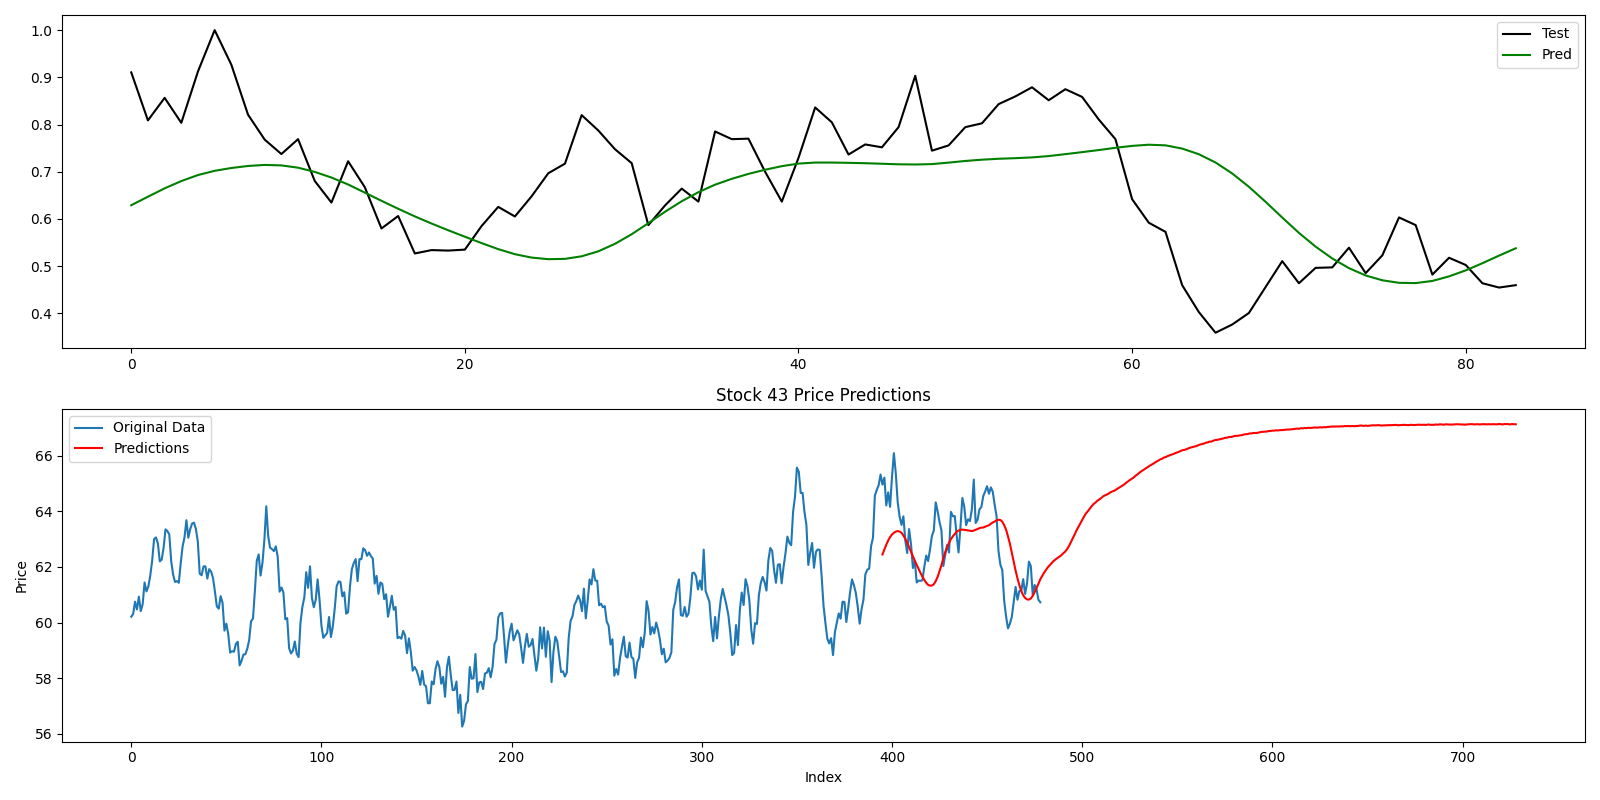 1.0
0.9
0.8
0.7
0.6
0.5
0.4
Test
Pred
0 20 40 60 80
Stock 43 Price Predictions
Original Data
Predictions
Price
66
64
62
60
58
56
0 100 200 300 400 500 600 700
Index